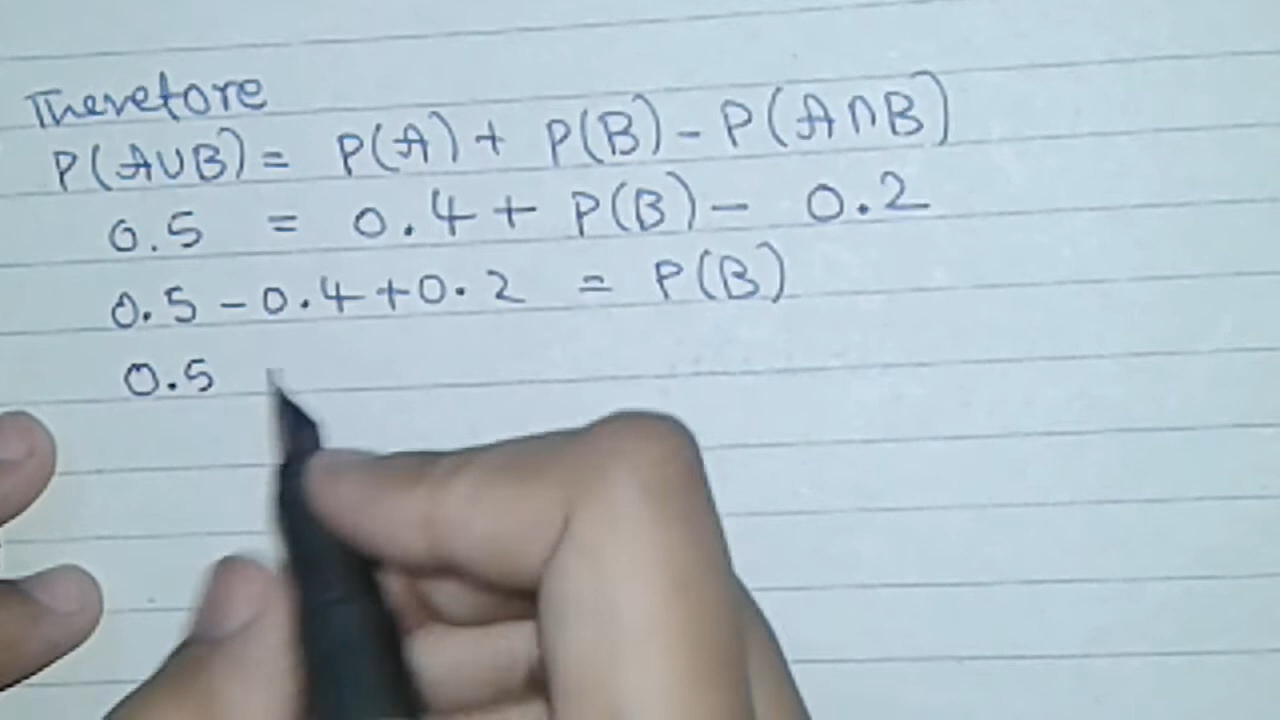 Therefore
P(A∪B) = P(A) + P(B) - P(A∩B)
0.5 = 0.4 + P(B) - 0.2
0.5 - 0.4 + 0.2 = P(B)
0.5